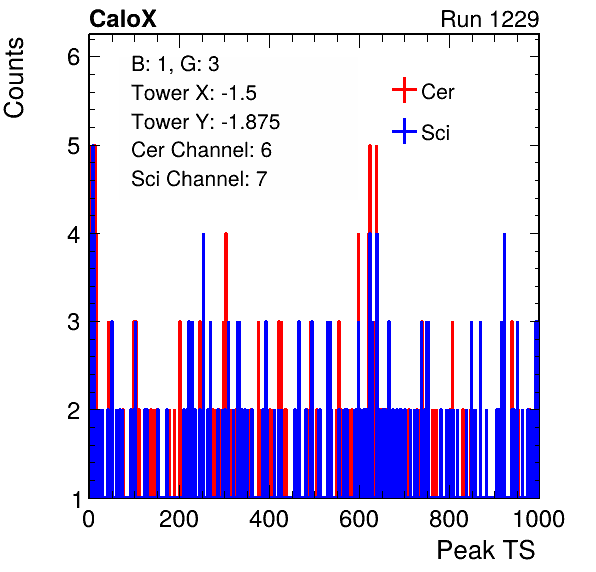 CaloX Run 1229
Counts
6
5
4
3
2
1
B: 1, G: 3
Tower X: -1.5
Tower Y: -1.875
Cer Channel: 6
Sci Channel: 7
Cer
Sci
0 200 400 600 800 1000
Peak TS